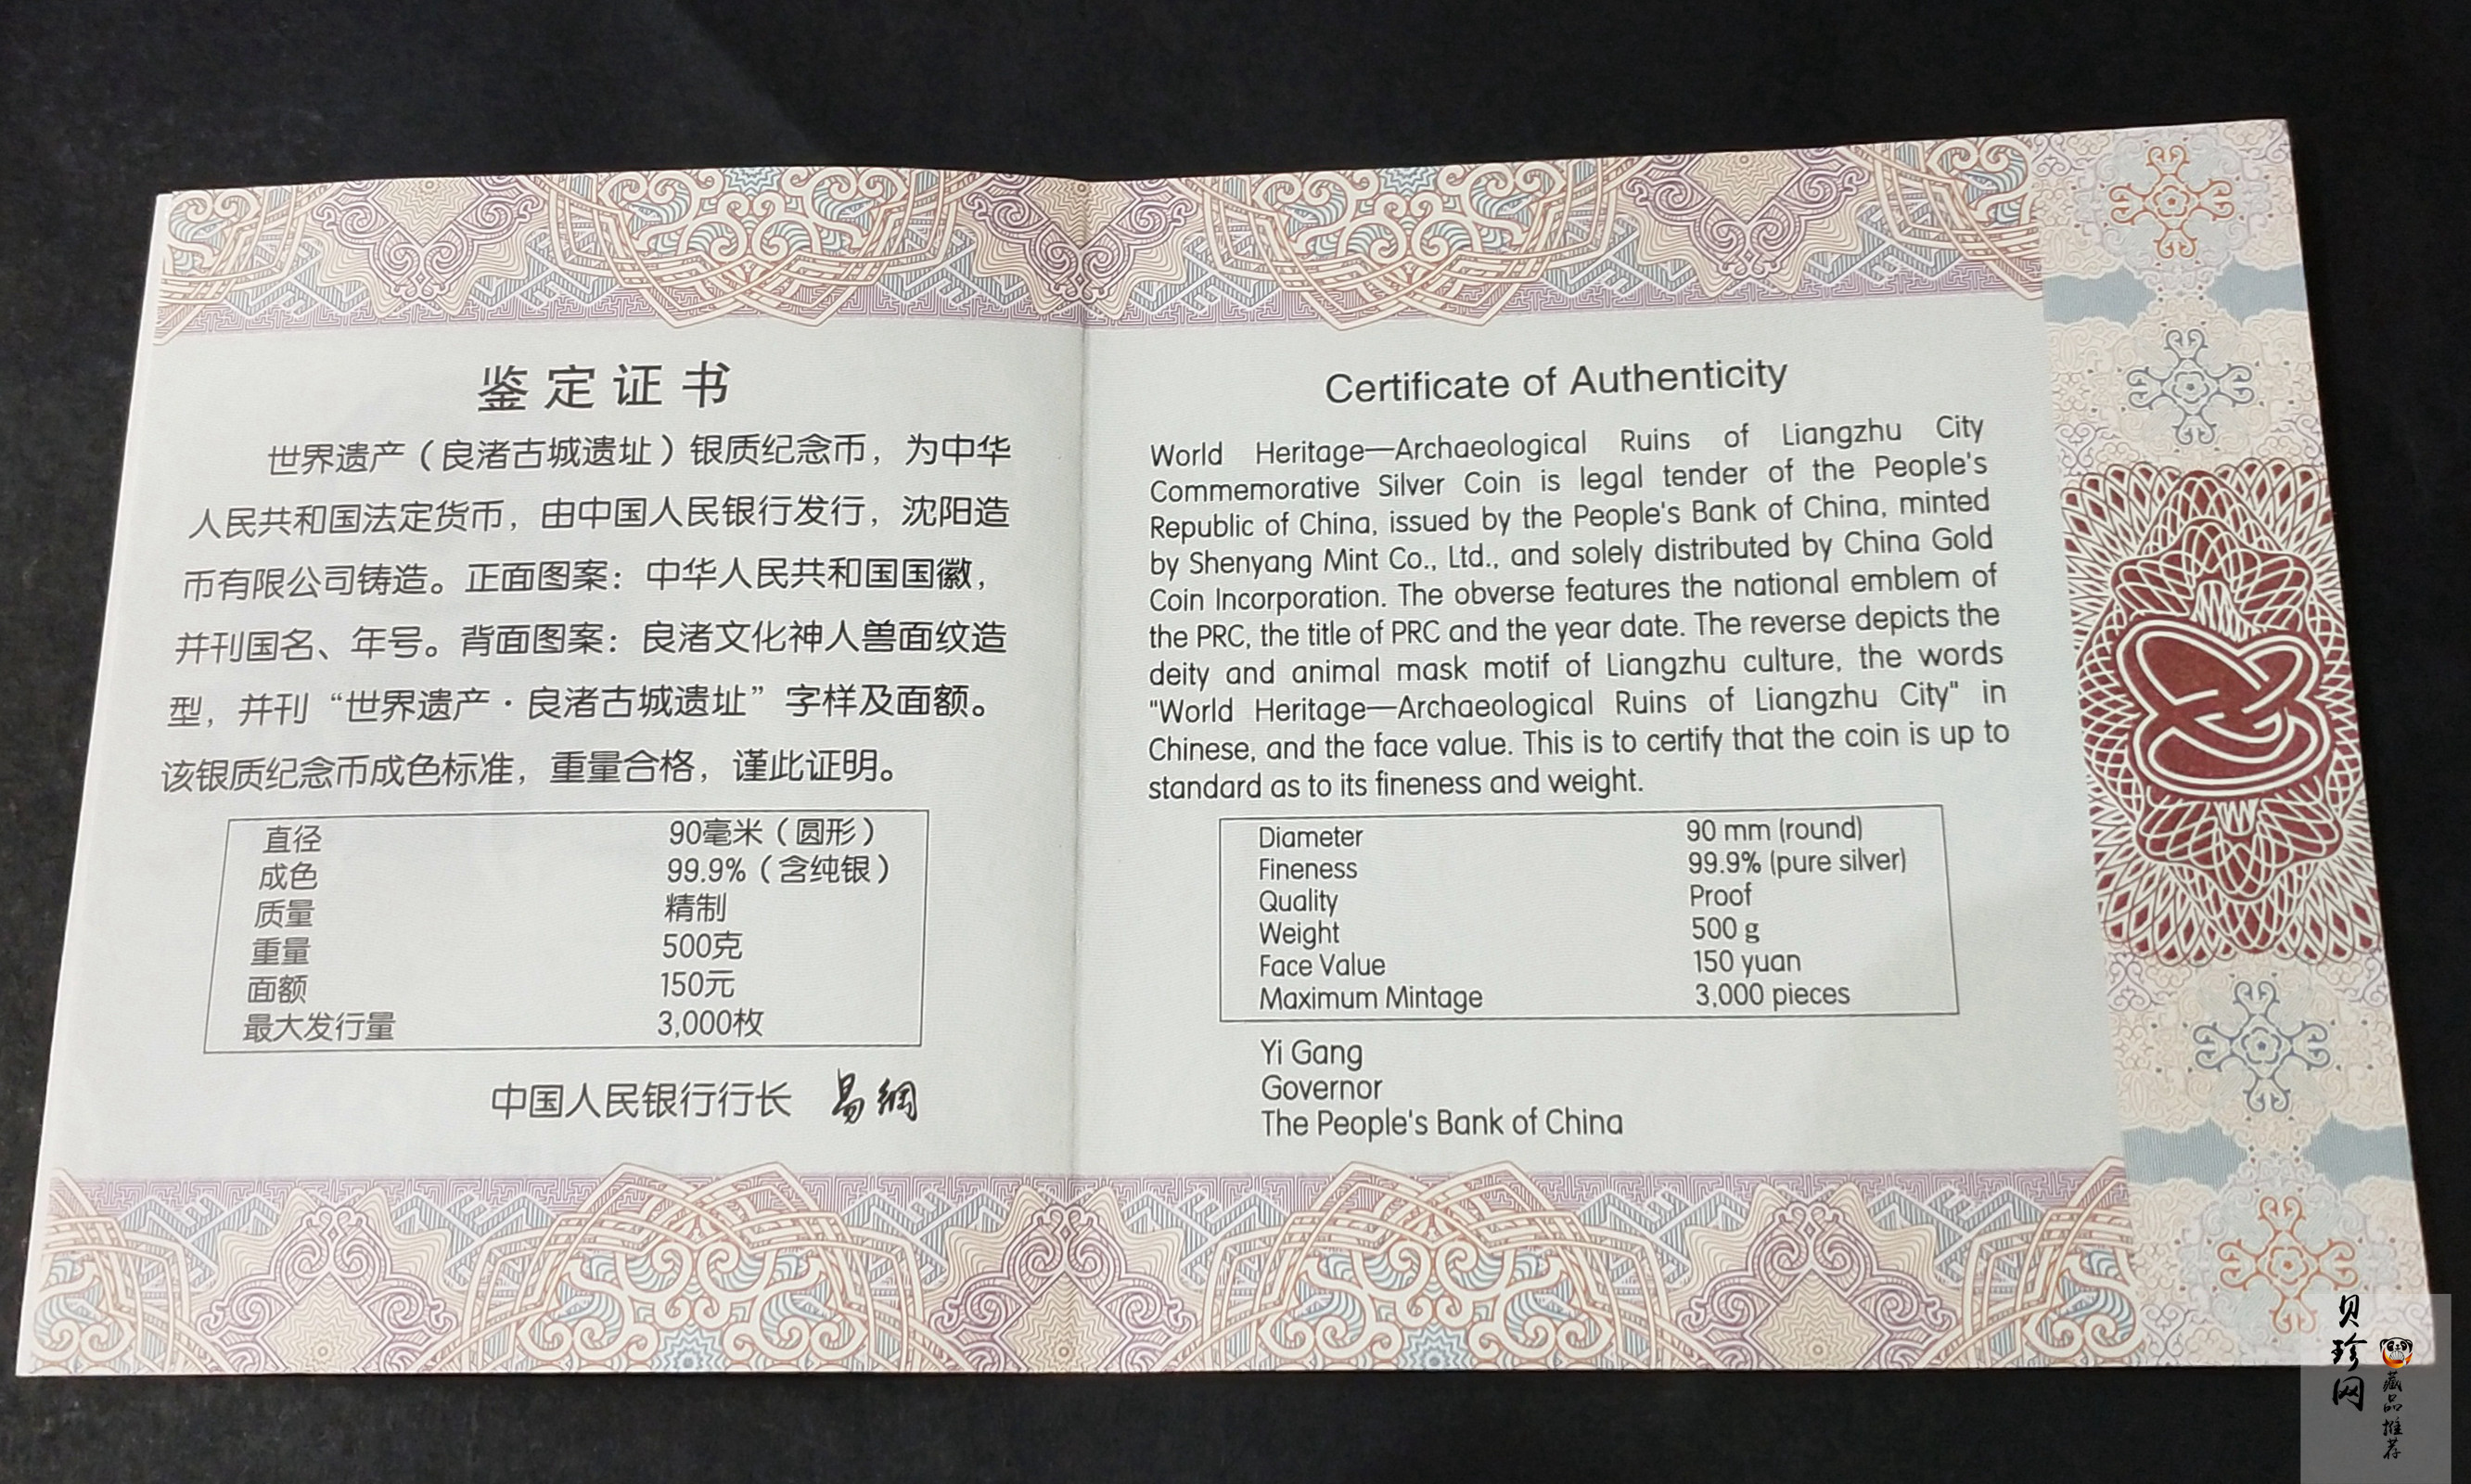 鉴定证书
世界遗产（良渚古城遗址）银质纪念币，为中华
人民共和国法定货币，由中国人民银行发行，沈阳造
币有限公司铸造。正面图案：中华人民共和国国徽，
并刊国名、年号。背面图案：良渚文化神人兽面纹造
型，并刊“世界遗产·良渚古城遗址”字样及面额。
该银质纪念币成色标准，重量合格，谨此证明。
直径 90毫米（圆形）
成色 99.9%（含纯银）
质量 精制
重量 500克
面额 150元
最大发行量 3,000枚
中国人民银行行长 易綱
Certificate of Authenticity
World Heritage—Archaeological Ruins of Liangzhu City
Commemorative Silver Coin is legal tender of the People's
Republic of China, issued by the People's Bank of China, minted
by Shenyang Mint Co., Ltd., and solely distributed by China Gold
Coin Incorporation. The obverse features the national emblem of
the PRC, the title of PRC and the year date. The reverse depicts the
deity and animal mask motif of Liangzhu culture, the words
"World Heritage—Archaeological Ruins of Liangzhu City" in
Chinese, and the face value. This is to certify that the coin is up to
standard as to its fineness and weight.
Diameter 90 mm (round)
Fineness 99.9% (pure silver)
Quality Proof
Weight 500 g
Face Value 150 yuan
Maximum Mintage 3,000 pieces
Yi Gang
Governor
The People's Bank of China
贝珍网
藏品推荐